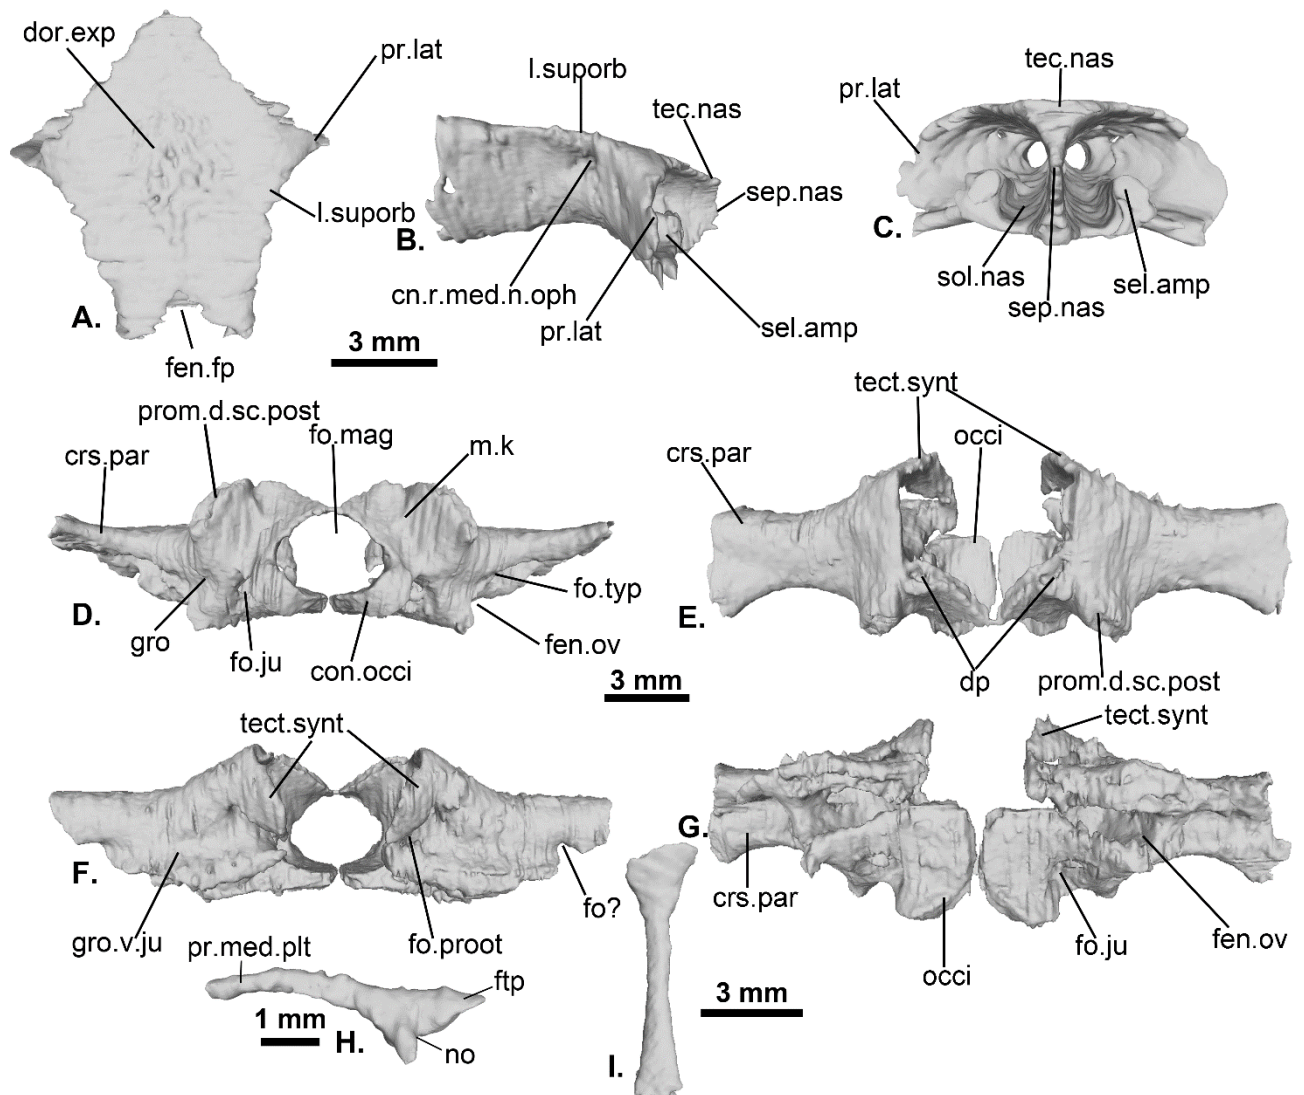 dor.exp
pr.lat
l.suporb
A.
fen.fp
l.suporb
tec.nas
sep.nas
B.
cn.r.med.n.oph
pr.lat
sel.amp
3 mm
tec.nas
pr.lat
C.
sol.nas
sep.nas
sel.amp
prom.d.sc.post
fo.mag
crs.par
m.k
D.
gro
fo.ju
con.occi
fo.typ
fen.ov
3 mm
tect.synt
occi
crs.par
E.
dp
prom.d.sc.post
tect.synt
F.
gro.v.ju
fo.proot
fo?
tect.synt
G.
crs.par
occi
fo.ju
fen.ov
pr.med.plt
ftp
1 mm
H.
no
I.
3 mm